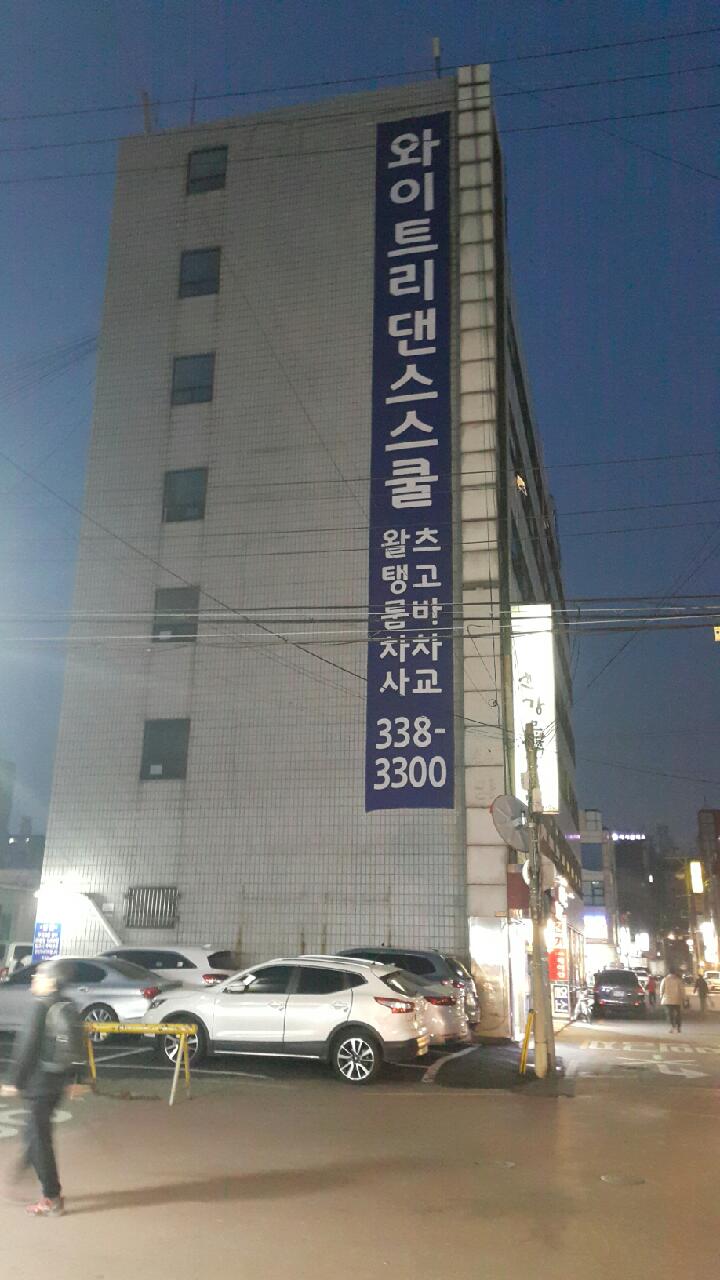 와이트리댄스스쿨
왈츠
탱고
룸바
차차
사교
338-
3300